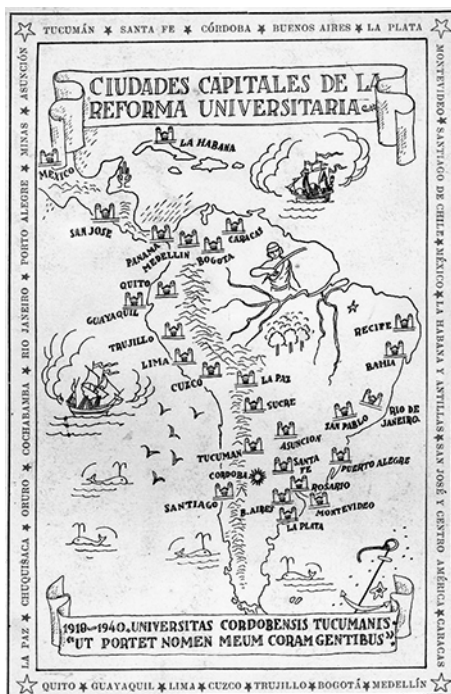 TUCUMÁN ★ SANTA FE ★ CÓRDOBA ★ BUENOS AIRES ★ LA PLATA
CIUDADES CAPITALES DE LA
REFORMA UNIVERSITARIA
LA HABANA
MEXICO
SAN JOSE
PANAMA
MEDELLIN
BOGOTA
CARACAS
QUITO
GUAYAQUIL
TRUJILLO
LIMA
CUZCO
RECIFE
BAHIA
LA PAZ
SUCRE
RIO DE
JANEIRO.
SAN PABLO
ASUNCION
TUCUMAN
SANTA
FE
PUERTO ALEGRE
CORDOBA
ROSARIO
SANTIAGO
B. AIRES
MONTEVIDEO
LA PLATA
1918-1940. UNIVERSITAS CORDOBENSIS TUCUMANIS.
"UT PORTET NOMEN MEUM CORAM GENTIBUS".
QUITO ★ GUAYAQUIL ★ LIMA ★ CUZCO ★ TRUJILLO ★ BOGOTÁ ★ MEDELLÍN
LA PAZ ★ CHUQUISACA ★ ORURO ★ COCHABAMBA ★ RIO JANEIRO ★ PORTO ALEGRE ★ MINAS ★ ASUNCIÓN
MONTEVIDEO ★ SANTIAGO DE CHILE ★ MÉXICO ★ LA HABANA Y ANTILLAS ★ SAN JOSÉ Y CENTRO AMÉRICA ★ CARACAS